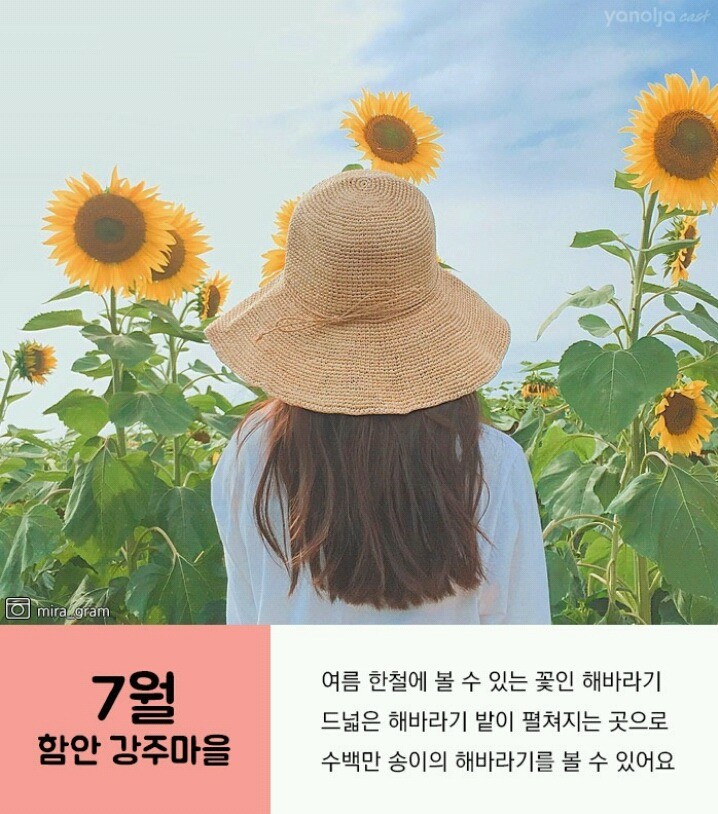 yanolja cast
mira_gram
7월
함안 강주마을
여름 한철에 볼 수 있는 꽃인 해바라기
드넓은 해바라기 밭이 펼쳐지는 곳으로
수백만 송이의 해바라기를 볼 수 있어요